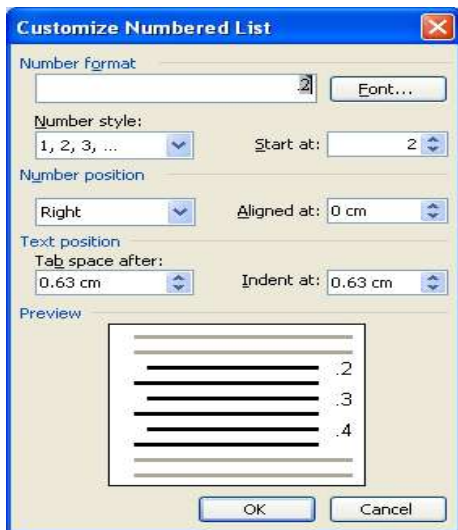 Customize Numbered List
Number format
.2
Font...
Number style:
1, 2, 3, ...
Start at:
2
Number position
Right
Aligned at:
0 cm
Text position
Tab space after:
0.63 cm
Indent at:
0.63 cm
Preview
.2
.3
.4
OK
Cancel